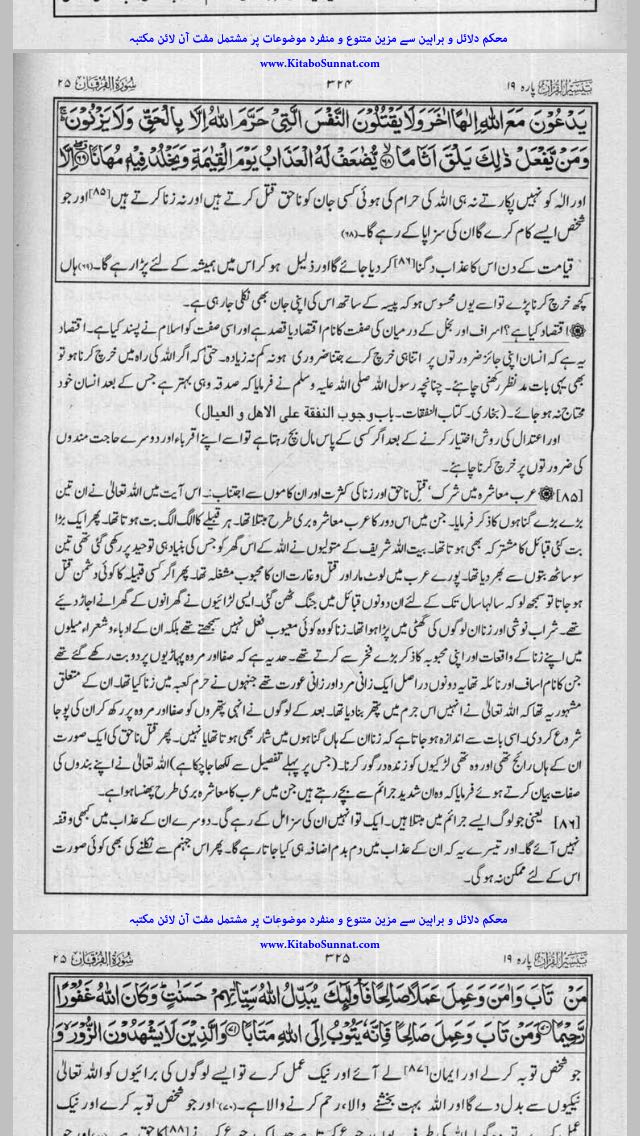 محکم دلائل و براہین سے مزین متنوع و منفرد موضوعات پر مشتمل مفت آن لائن مکتبہ
www.KitaboSunnat.com
تیسیر القرآن پارہ ۱۹ ۳۲۴ سُوْرَةُ الْفُرْقَانِ ۲۵
يَدْعُوْنَ مَعَ اللّٰهِ اِلٰهًا اٰخَرَ وَلَا يَقْتُلُوْنَ النَّفْسَ الَّتِيْ حَرَّمَ اللّٰهُ اِلَّا بِالْحَقِّ وَلَا يَزْنُوْنَ ۚ
وَمَنْ يَّفْعَلْ ذٰلِكَ يَلْقَ اَثَامًا ﴿۶۸﴾ يُّضٰعَفْ لَهُ الْعَذَابُ يَوْمَ الْقِيٰمَةِ وَيَخْلُدْ فِيْهٖ مُهَانًا ﴿۶۹﴾ اِلَّا
اور الٰہ کو نہیں پکارتے نہ ہی اللہ کی حرام کی ہوئی کسی جان کو ناحق قتل کرتے ہیں اور نہ زنا کرتے ہیں [۸۵] اور جو
شخص ایسے کام کرے گا ان کی سزا پا کے رہے گا۔ (۶۸)
قیامت کے دن اس کا عذاب دگنا [۸۶] کر دیا جائے گا اور ذلیل ہو کر اس میں ہمیشہ کے لئے پڑا رہے گا۔ (۶۹) ہاں
کچھ خرچ کرنا پڑے تو اسے یوں محسوس ہو کہ پیسہ کے ساتھ اس کی اپنی جان بھی نکلی جا رہی ہے۔
اقتصاد کیا ہے؟ اسراف اور بخل کے درمیان کی صفت کا نام اقتصاد یا قصد ہے اور اسی صفت کو اسلام نے پسند کیا ہے۔ اقتصاد
یہ ہے کہ انسان اپنی جائز ضرورتوں پر اتنا ہی خرچ کرے جتنا ضروری ہو نہ کم نہ زیادہ۔ حتیٰ کہ اگر اللہ کی راہ میں خرچ کرنا ہو تو
بھی یہی بات مدنظر رکھنی چاہئے۔ چنانچہ رسول اللہ صلی اللہ علیہ وسلم نے فرمایا کہ صدقہ وہی بہتر ہے جس کے بعد انسان خود
محتاج نہ ہو جائے۔ (بخاری۔ کتاب النفقات۔ باب وجوب النفقة على الاهل و العيال)
اور اعتدال کی روش اختیار کرنے کے بعد اگر کسی کے پاس مال بچ رہتا ہے تو اسے اپنے اقرباء اور دوسرے حاجت مندوں
کی ضرورتوں پر خرچ کرنا چاہئے۔
[۸۵] عرب معاشرہ میں شرک، قتل ناحق اور زنا کی کثرت اور ان کاموں سے اجتناب:۔ اس آیت میں اللہ تعالیٰ نے ان تین
بڑے بڑے گناہوں کا ذکر فرمایا۔ جن میں اس دور کا عرب معاشرہ بری طرح مبتلا تھا۔ ہر قبیلے کا الگ الگ بت ہوتا تھا۔ پھر ایک بڑا
بت کئی قبائل کا مشترکہ بھی ہوتا تھا۔ بیت اللہ شریف کے متولیوں نے اللہ کے اس گھر کو جس کی بنیاد ہی توحید پر رکھی گئی تھی تین
سو ساٹھ بتوں سے بھر دیا تھا۔ پورے عرب میں لوٹ مار اور قتل و غارت ان کا محبوب مشغلہ تھا۔ پھر اگر کسی قبیلہ کا کوئی دشمن قتل
ہو جاتا تو سمجھ لو کہ سالہا سال تک کے لئے ان دونوں قبائل میں جنگ ٹھن گئی۔ ایسی لڑائیوں نے گھرانوں کے گھرانے اجاڑ دیئے
تھے۔ شراب نوشی اور زنا ان لوگوں کی گھٹی میں پڑا ہوا تھا۔ زنا کو وہ کوئی معیوب فعل نہیں سمجھتے تھے بلکہ ان کے ادباء و شعراء میلوں
میں اپنے زنا کے واقعات اور اپنی محبوبہ کا ذکر بڑے فخر سے کرتے تھے۔ حد یہ ہے کہ صفا اور مروہ پہاڑیوں پر دو بت رکھے گئے تھے
جن کا نام اساف اور نائلہ تھا یہ دونوں در اصل ایک زانی مرد اور زانی عورت تھے جنہوں نے حرم کعبہ میں زنا کیا تھا۔ ان کے متعلق
مشہور یہ تھا کہ اللہ تعالیٰ نے انہیں اس جرم میں پتھر بنا دیا تھا۔ بعد کے لوگوں نے انہی پتھروں کو صفا اور مروہ پر رکھ کر ان کی پوجا
شروع کر دی۔ اسی بات سے اندازہ ہو جاتا ہے کہ زنا ان کے ہاں گناہوں میں شمار بھی ہوتا تھا یا نہیں۔ پھر قتل ناحق کی ایک صورت
ان کے ہاں رائج تھی اور وہ تھی لڑکیوں کو زندہ درگور کرنا۔ (جس پر پہلے تفصیل سے لکھا جا چکا ہے) اللہ تعالیٰ نے اپنے بندوں کی
صفات بیان کرتے ہوئے فرمایا کہ وہ ان شدید جرائم سے بچے رہتے ہیں جن میں عرب کا معاشرہ بری طرح پھنسا ہوا ہے۔
[۸۶] یعنی جو لوگ ایسے جرائم میں مبتلا ہیں۔ ایک تو انہیں ان کی سزا مل کے رہے گی۔ دوسرے ان کے عذاب میں کبھی وقفہ
نہیں آئے گا۔ اور تیسرے یہ کہ ان کے عذاب میں دم بدم اضافہ ہی کیا جاتا رہے گا۔ پھر اس جہنم سے نکلنے کی بھی کوئی صورت
اس کے لئے ممکن نہ ہو گی۔
محکم دلائل و براہین سے مزین متنوع و منفرد موضوعات پر مشتمل مفت آن لائن مکتبہ
www.KitaboSunnat.com
تیسیر القرآن پارہ ۱۹ ۳۲۵ سُوْرَةُ الْفُرْقَانِ ۲۵
مَنْ تَابَ وَاٰمَنَ وَعَمِلَ عَمَلًا صَالِحًا فَاُولٰٓئِكَ يُبَدِّلُ اللّٰهُ سَيِّاٰتِهِمْ حَسَنٰتٍ ۭ وَكَانَ اللّٰهُ غَفُوْرًا
رَّحِيْمًا ﴿۷۰﴾ وَمَنْ تَابَ وَعَمِلَ صَالِحًا فَاِنَّهٗ يَتُوْبُ اِلَى اللّٰهِ مَتَابًا ﴿۷۱﴾ وَالَّذِيْنَ لَا يَشْهَدُوْنَ الزُّوْرَ ۙ وَ
جو شخص توبہ کر لے اور ایمان [۸۷] لے آئے اور نیک عمل کرے تو ایسے لوگوں کی برائیوں کو اللہ تعالیٰ
نیکیوں سے بدل دے گا اور اللہ بہت بخشنے والا، رحم کرنے والا ہے۔ (۷۰) اور جو شخص توبہ کرے اور نیک